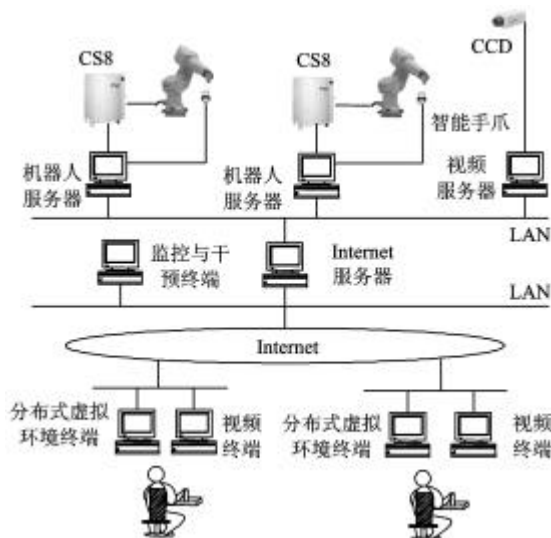 CCD
CS8
CS8
智能手爪
机器人
服务器
机器人
服务器
视频
服务器
LAN
监控与干
预终端
Internet
服务器
LAN
Internet
分布式虚拟
环境终端
视频
终端
分布式虚拟
环境终端
视频
终端